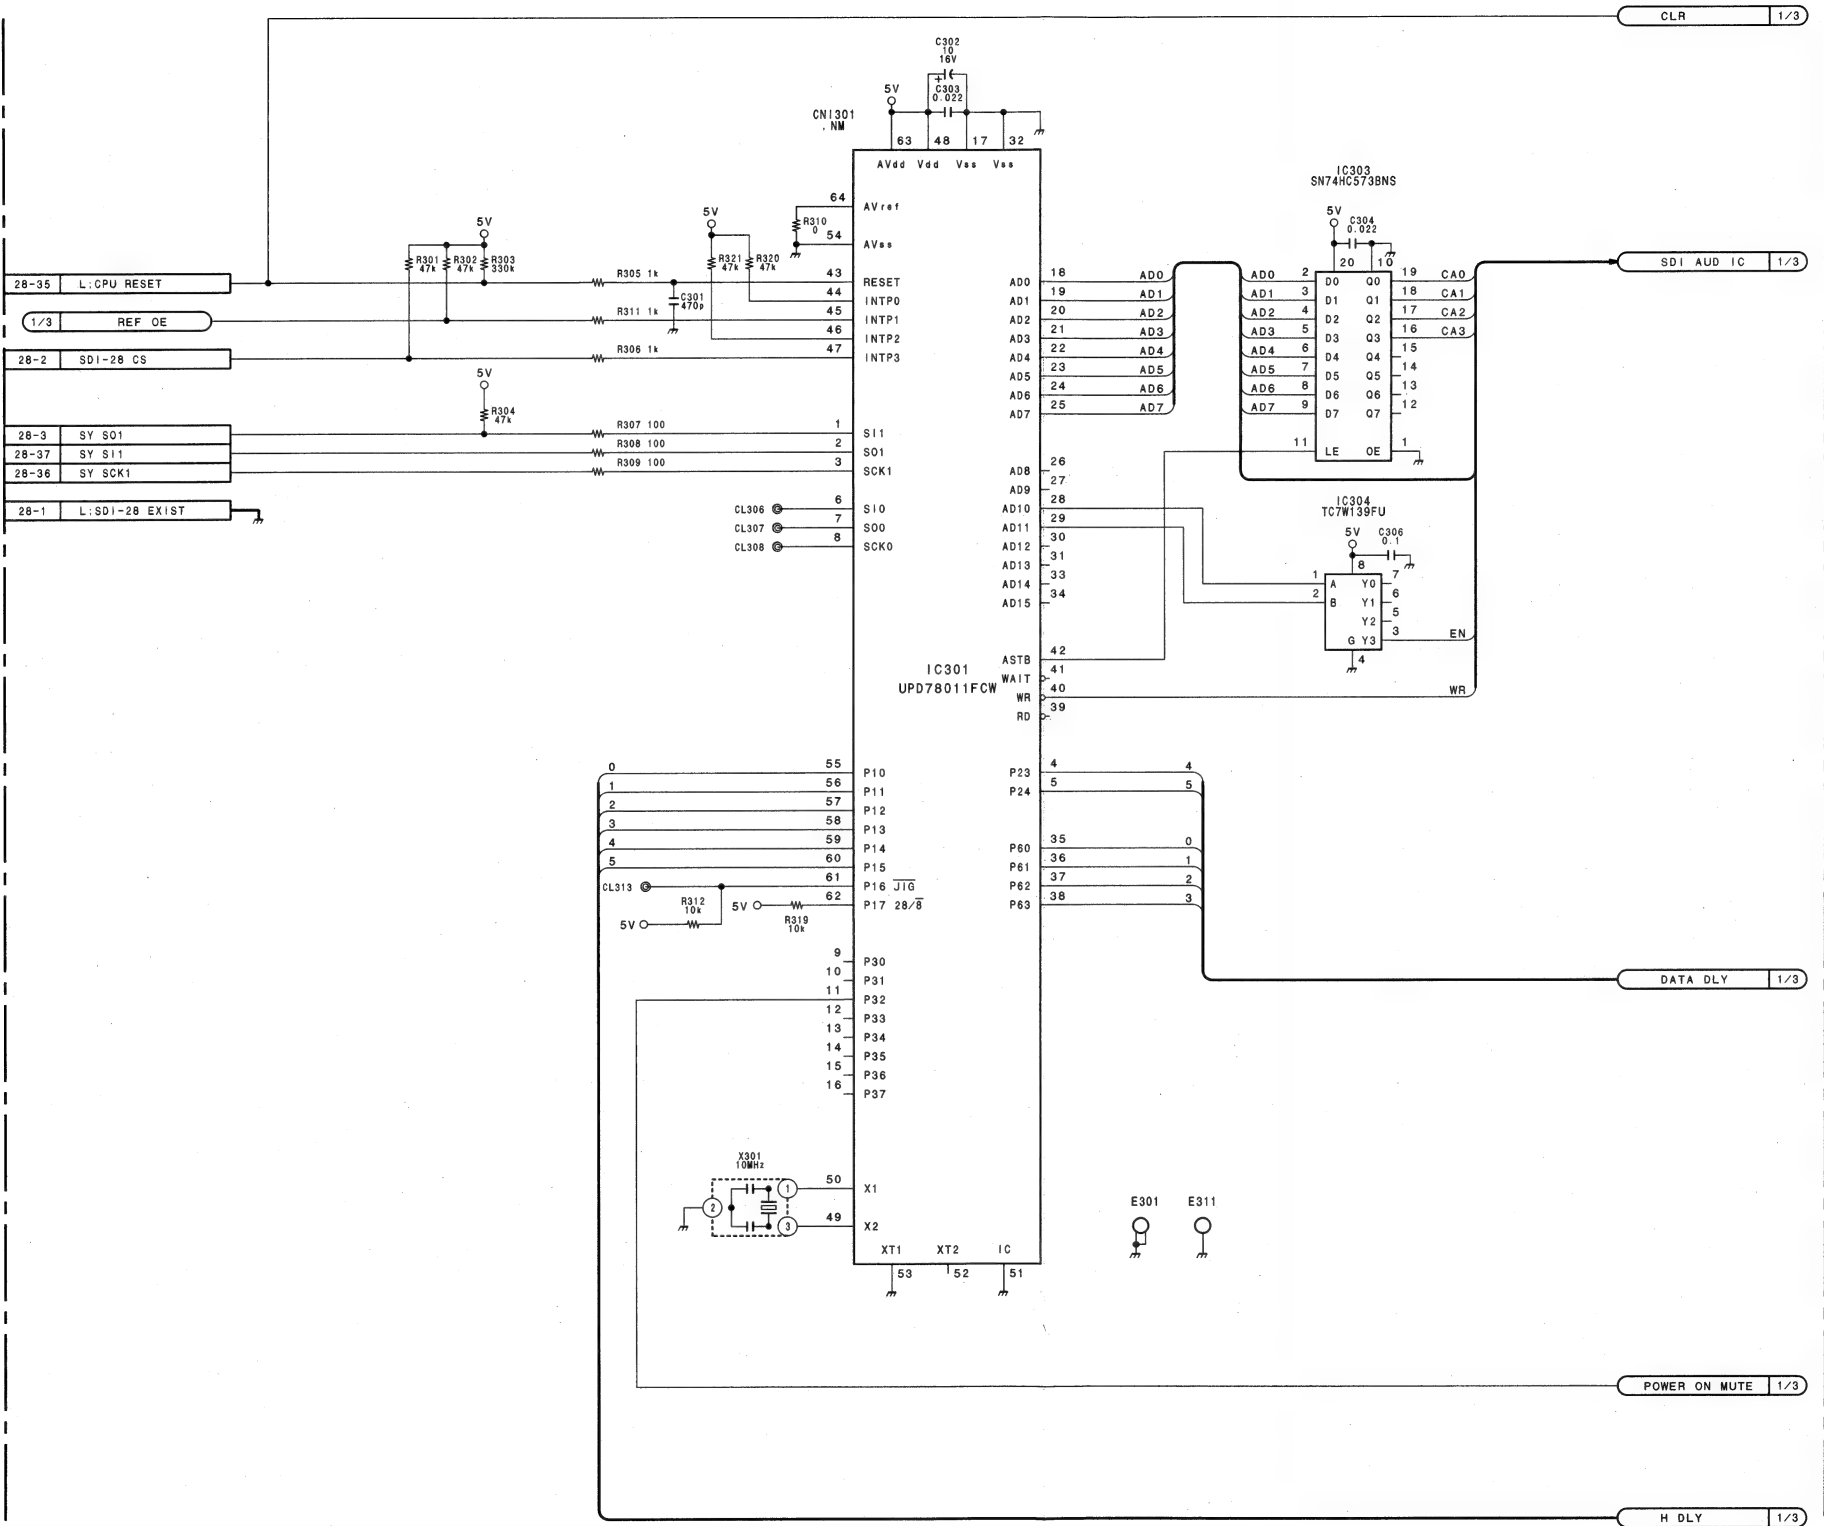 CLR 1/3
C302
10
16V
C303
0.022
5V
CN1301
.NM
63 48 17 32
AVdd Vdd Vss Vss
IC303
SN74HC573BNS
5V
C304
0.022
20 10
64 AVref
R310
0
54 AVss
5V
R301
47k
R302
47k
R303
330k
5V
R321
47k
R320
47k
28-35 L:CPU RESET
R305 1k
C301
470p
43 RESET
44 INTP0
1/3 REF OE
R311 1k
45 INTP1
46 INTP2
28-2 SDI-28 CS
R306 1k
47 INTP3
5V
R304
47k
28-3 SY SO1
R307 100
1 SI1
28-37 SY SI1
R308 100
2 SO1
28-36 SY SCK1
R309 100
3 SCK1
28-1 L:SDI-28 EXIST
CL306 6 SI0
CL307 7 SO0
CL308 8 SCK0
AD0 18 AD0 AD0 2 D0 Q0 19 CA0
AD1 19 AD1 AD1 3 D1 Q1 18 CA1
AD2 20 AD2 AD2 4 D2 Q2 17 CA2
AD3 21 AD3 AD3 5 D3 Q3 16 CA3
AD4 22 AD4 AD4 6 D4 Q4 15
AD5 23 AD5 AD5 7 D5 Q5 14
AD6 24 AD6 AD6 8 D6 Q6 13
AD7 25 AD7 AD7 9 D7 Q7 12
11 LE OE 1
SDI AUD IC 1/3
AD8 26
AD9 27
AD10 28
AD11 29
AD12 30
AD13 31
AD14 33
AD15 34
IC304
TC7W139FU
5V
C306
0.1
8
1 A Y0 7
2 B Y1 6
Y2 5
G Y3 3 EN
4
ASTB 42
WAIT 41
WR 40 WR
RD 39
IC301
UPD78011FCW
0 55 P10
1 56 P11
2 57 P12
3 58 P13
4 59 P14
5 60 P15
CL313 61 P16 JIG
R312
10k
5V
5V
R319
10k
62 P17 28/8
P23 4 4
P24 5 5
P60 35 0
P61 36 1
P62 37 2
P63 38 3
9 P30
10 P31
11 P32
12 P33
13 P34
14 P35
15 P36
16 P37
DATA DLY 1/3
X301
10MHz
1
2
3
50 X1
49 X2
XT1 XT2 IC
53 52 51
E301 E311
POWER ON MUTE 1/3
H DLY 1/3